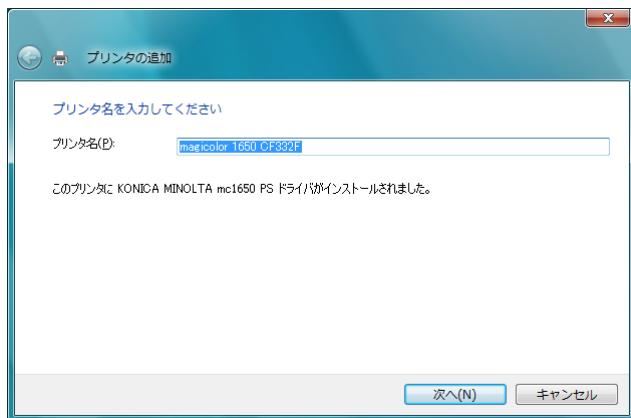 プリンタの追加
プリンタ名を入力してください
プリンタ名(P): magicolor 1650 CF332F
このプリンタに KONICA MINOLTA mc1650 PS ドライバがインストールされました。
次へ(N) キャンセル